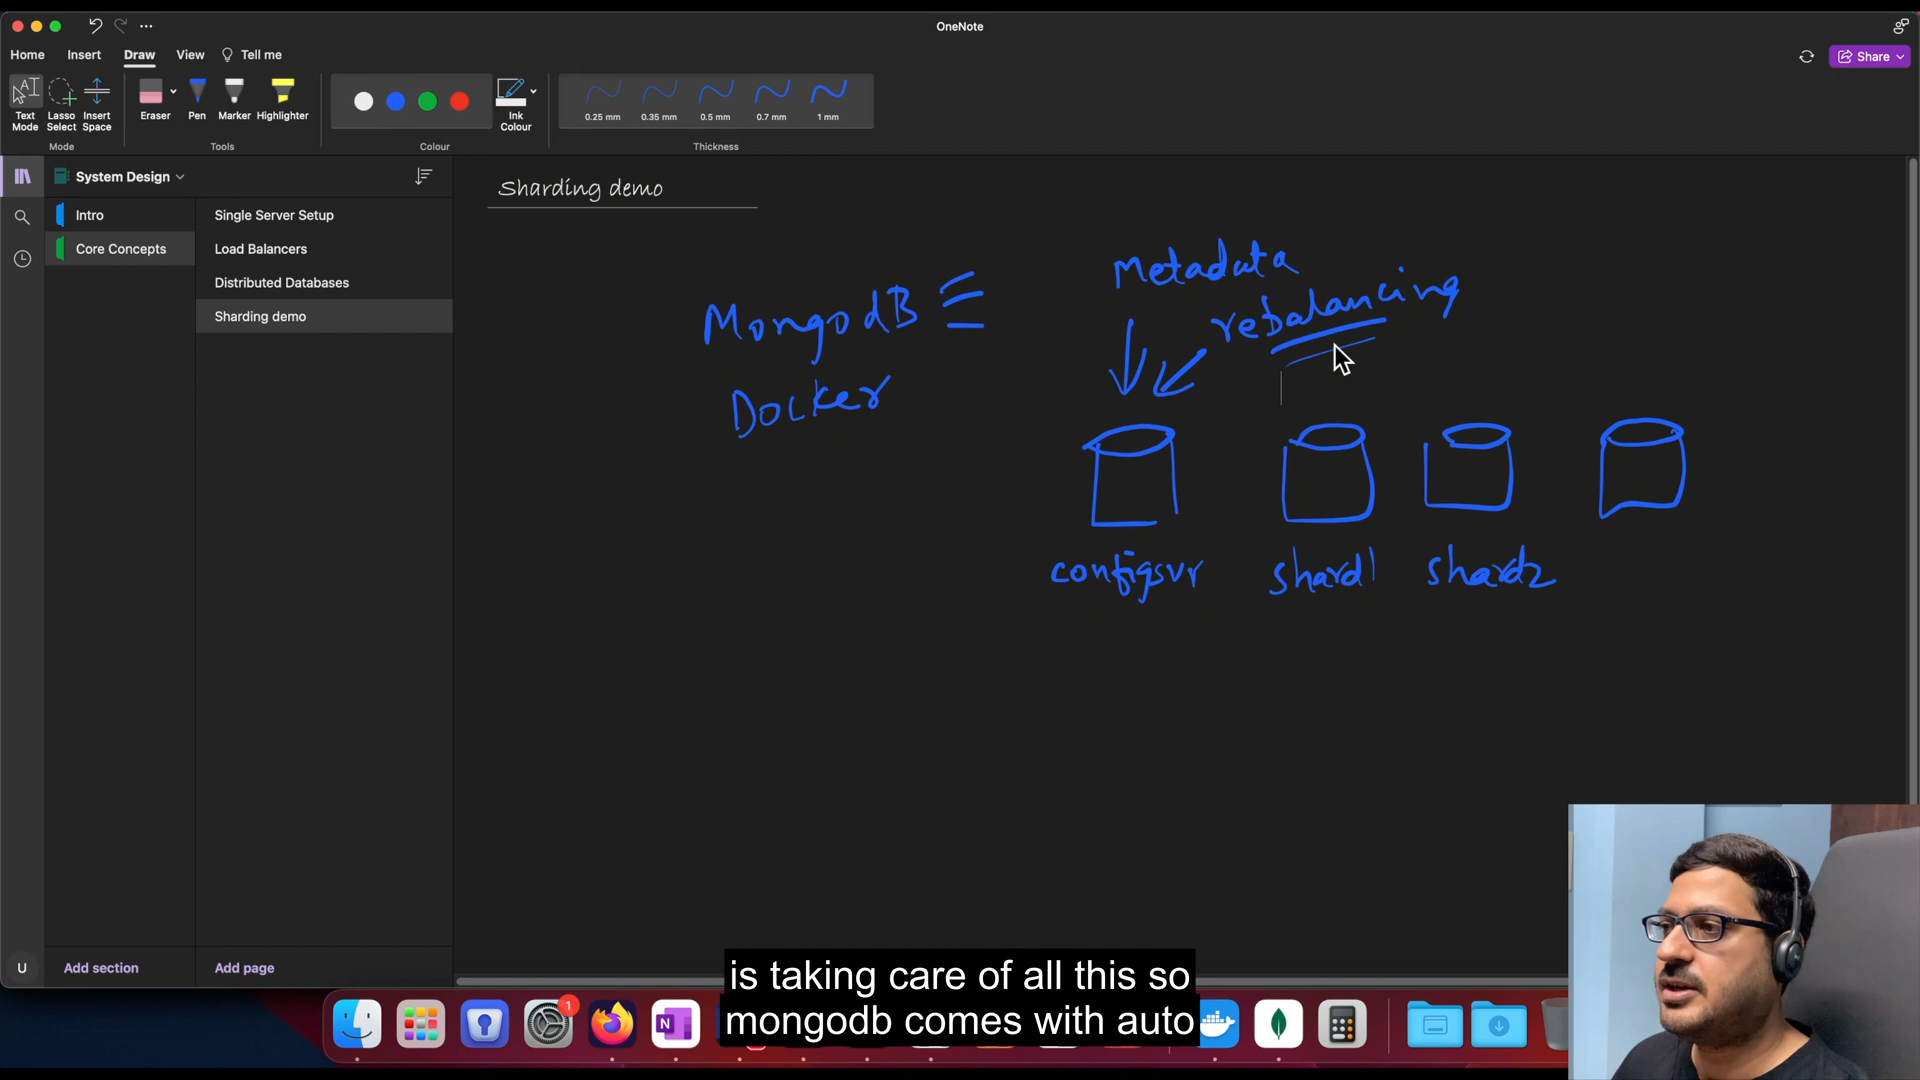 OneNote
Home Insert Draw View Tell me
Share
Text Mode
Lasso Select
Insert Space
Eraser
Pen
Marker
Highlighter
Ink Colour
0.25 mm
0.35 mm
0.5 mm
0.7 mm
1 mm
Mode
Tools
Colour
Thickness
System Design
Intro
Core Concepts
Single Server Setup
Load Balancers
Distributed Databases
Sharding demo
Add section
Add page
U
Sharding demo
MongodB
Docker
Metadata
rebalancing
configsvr
shard1
shard2
is taking care of all this so
mongodb comes with auto
1
N